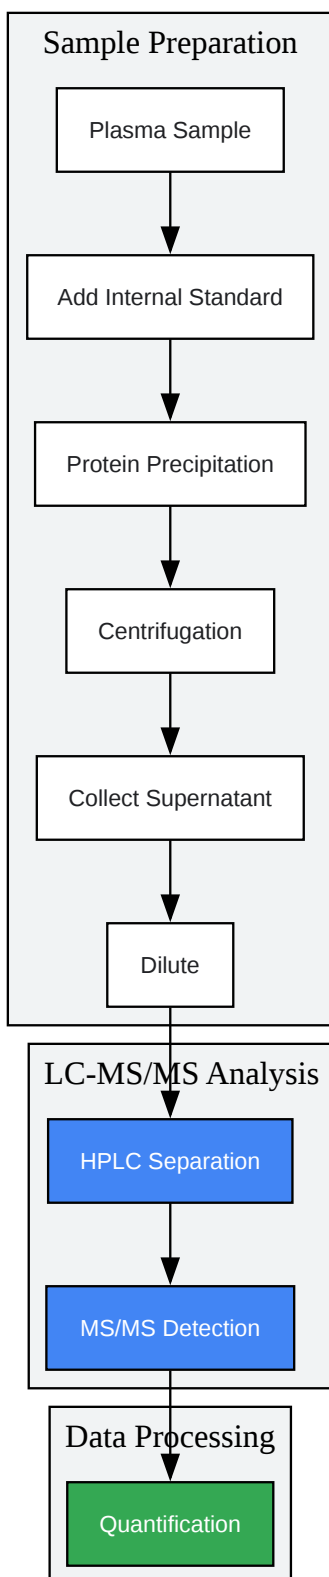 Sample Preparation
Plasma Sample
Add Internal Standard
Protein Precipitation
Centrifugation
Collect Supernatant
Dilute
LC-MS/MS Analysis
HPLC Separation
MS/MS Detection
Data Processing
Quantification